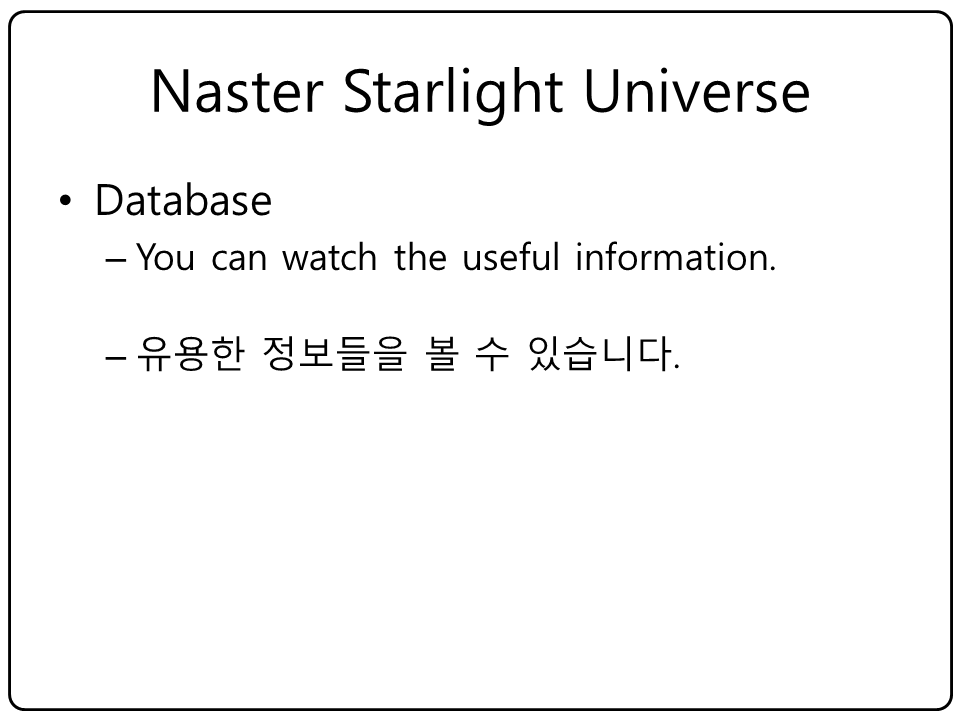 Naster Starlight Universe
• Database
– You can watch the useful information.
– 유용한 정보들을 볼 수 있습니다.